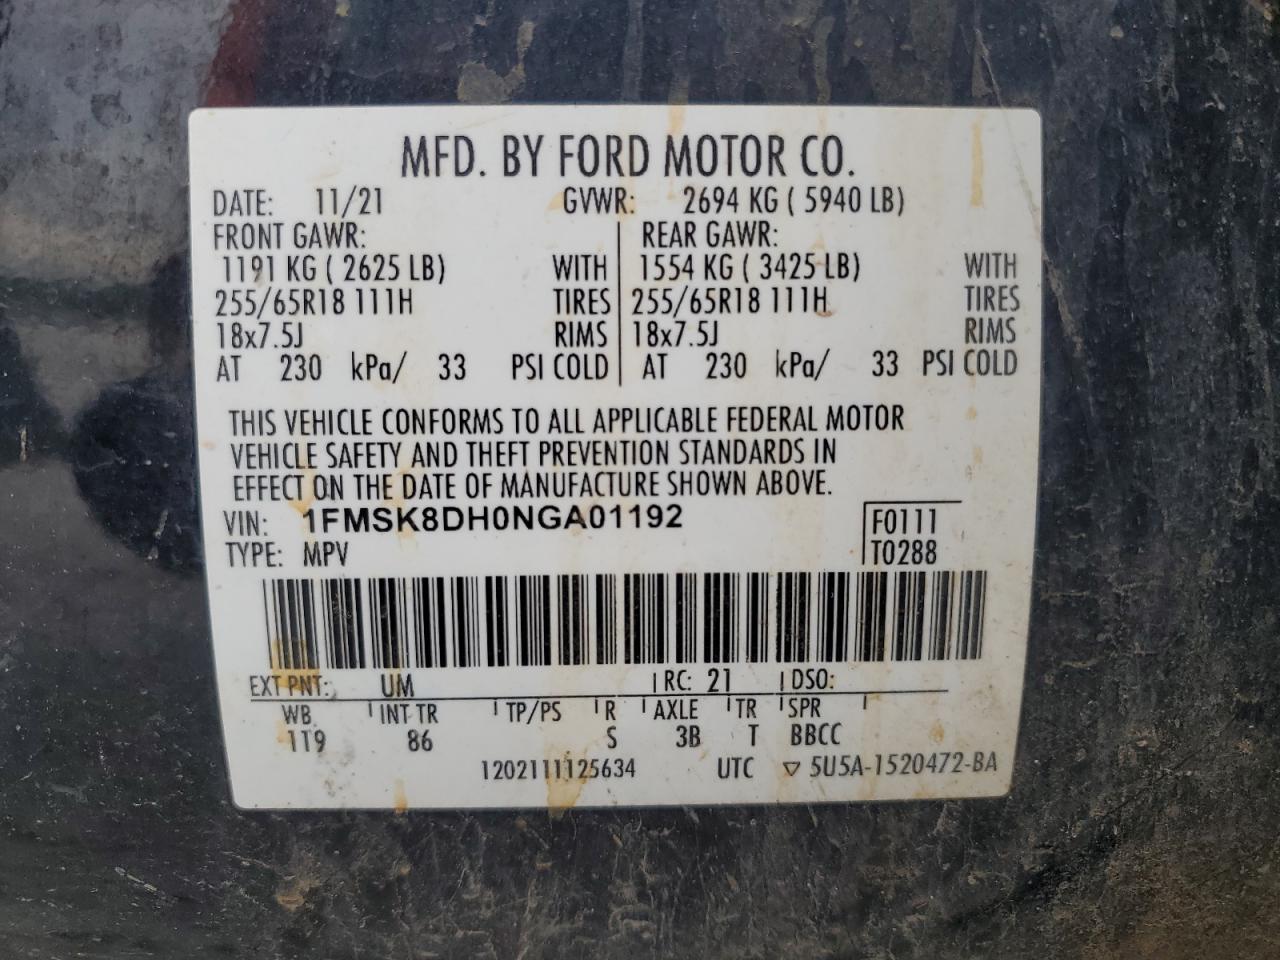 MFD. BY FORD MOTOR CO.
DATE: 11/21 GVWR: 2694 KG ( 5940 LB)
FRONT GAWR: REAR GAWR:
1191 KG ( 2625 LB) WITH 1554 KG ( 3425 LB) WITH
255/65R18 111H TIRES 255/65R18 111H TIRES
18x7.5J RIMS 18x7.5J RIMS
AT 230 kPa/ 33 PSI COLD AT 230 kPa/ 33 PSI COLD
THIS VEHICLE CONFORMS TO ALL APPLICABLE FEDERAL MOTOR
VEHICLE SAFETY AND THEFT PREVENTION STANDARDS IN
EFFECT ON THE DATE OF MANUFACTURE SHOWN ABOVE.
VIN: 1FMSK8DH0NGA01192 F0111
TYPE: MPV T0288
EXT PNT: UM RC: 21 DSO:
WB INT TR TP/PS R AXLE TR SPR
119 86 S 3B T BBCC
1202111125634 UTC ▽ 5U5A-1520472-BA